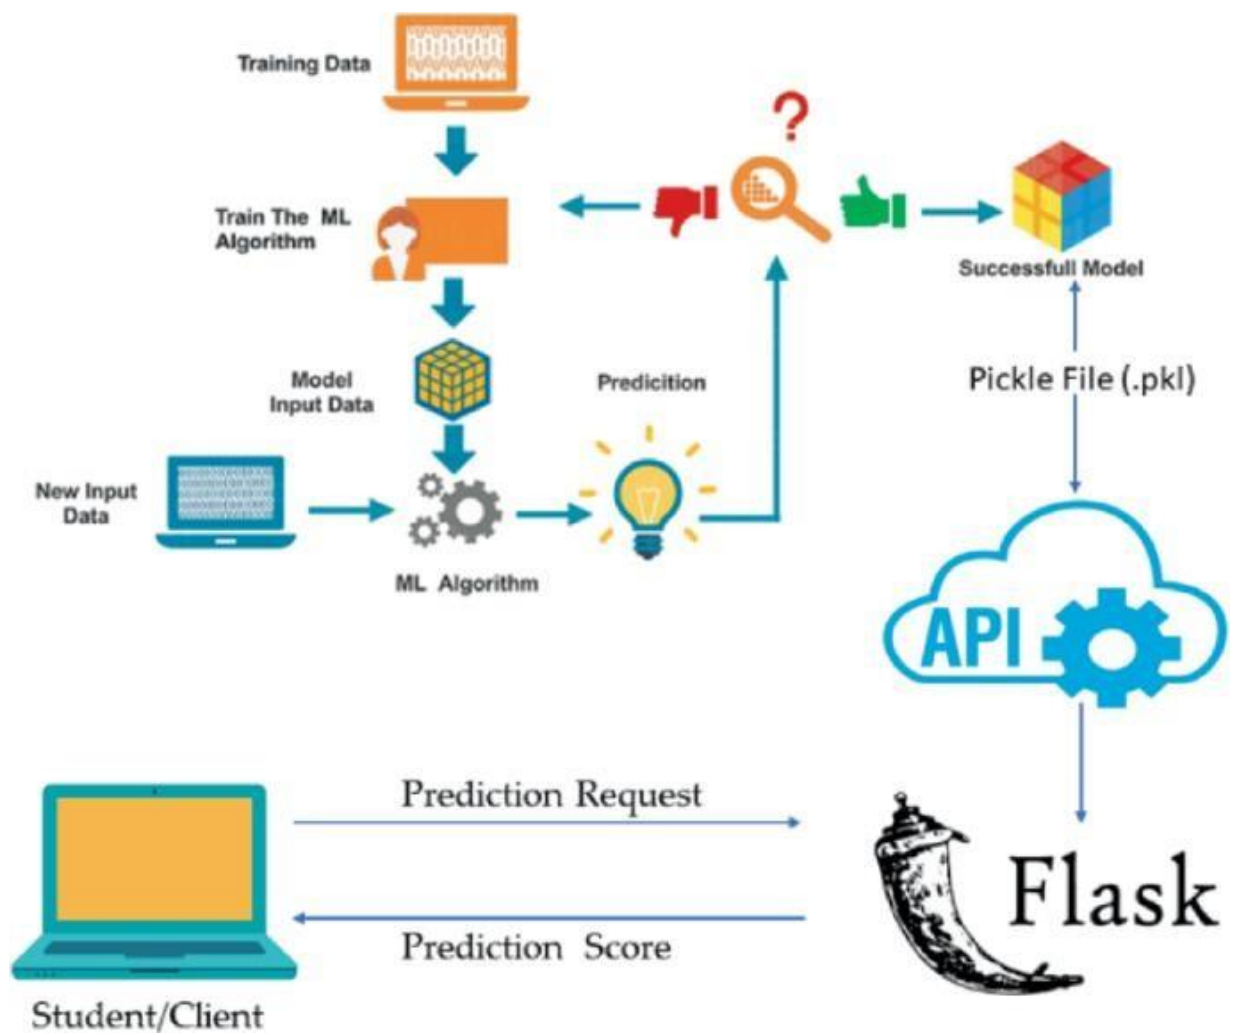 Training Data
?
Train The ML
Algorithm
Successfull Model
Model
Input Data
Predicition
Pickle File (.pkl)
New Input
Data
ML Algorithm
API
Prediction Request
Flask
Prediction Score
Student/Client